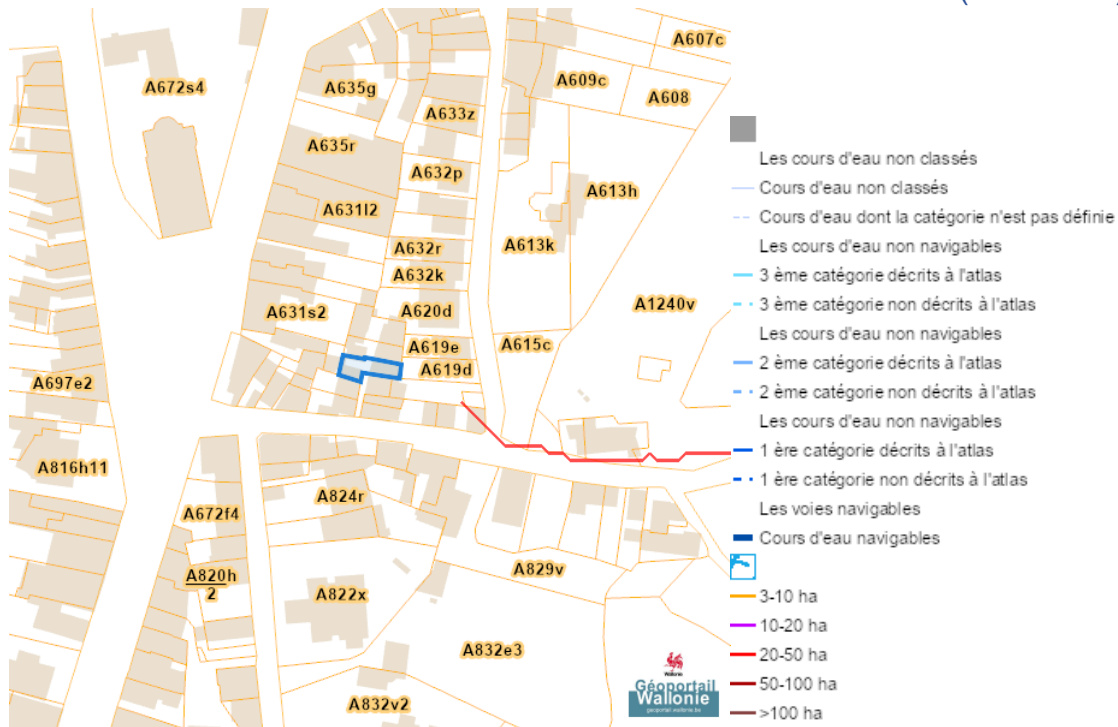 A607c
A609c
A672s4
A635g
A608
A633z
A635r
A632p
A613h
A631l2
A632r
A613k
A632k
A1240v
A631s2
A620d
A619e
A615c
A619d
A697e2
A816h11
A824r
A672f4
A829v
A820h
2
A822x
A832e3
A832v2
Wallonie
Géoportail
Wallonie
geoportail.wallonie.be
Les cours d'eau non classés
Cours d'eau non classés
Cours d'eau dont la catégorie n'est pas définie
Les cours d'eau non navigables
3 ème catégorie décrits à l'atlas
3 ème catégorie non décrits à l'atlas
Les cours d'eau non navigables
2 ème catégorie décrits à l'atlas
2 ème catégorie non décrits à l'atlas
Les cours d'eau non navigables
1 ère catégorie décrits à l'atlas
1 ère catégorie non décrits à l'atlas
Les voies navigables
Cours d'eau navigables
3-10 ha
10-20 ha
20-50 ha
50-100 ha
>100 ha